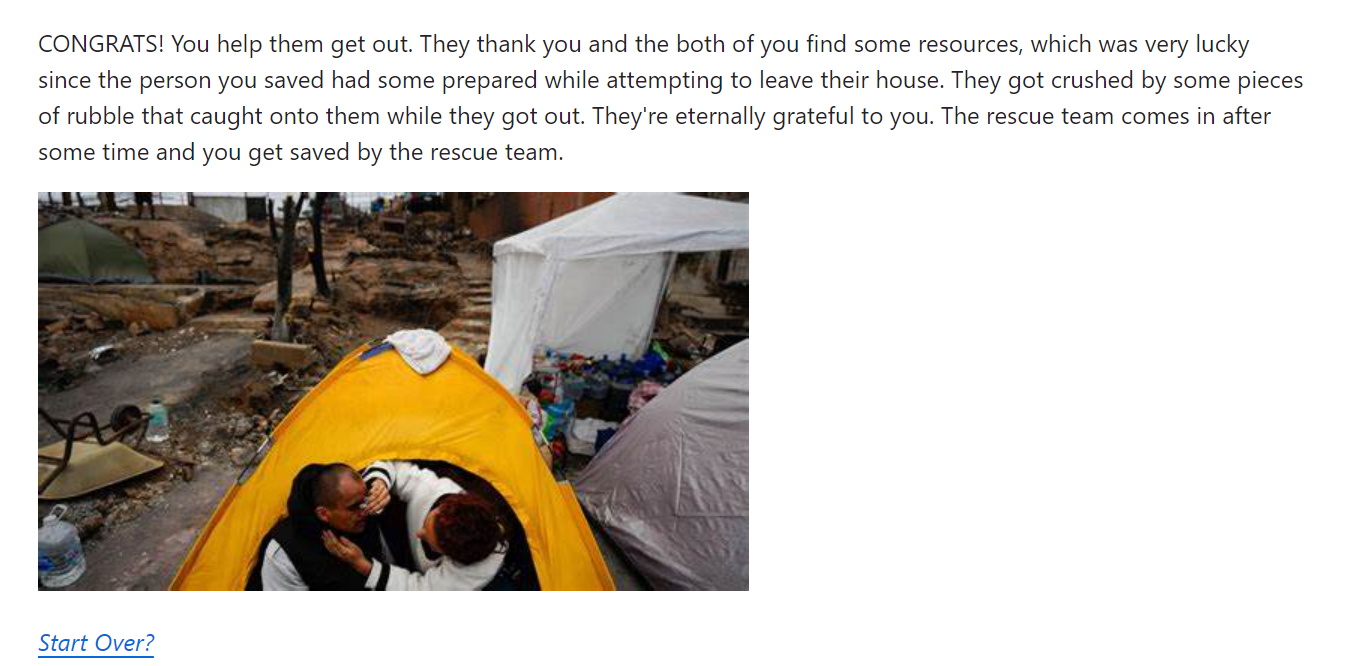 CONGRATS! You help them get out. They thank you and the both of you find some resources, which was very lucky
since the person you saved had some prepared while attempting to leave their house. They got crushed by some pieces
of rubble that caught onto them while they got out. They're eternally grateful to you. The rescue team comes in after
some time and you get saved by the rescue team.
Start Over?